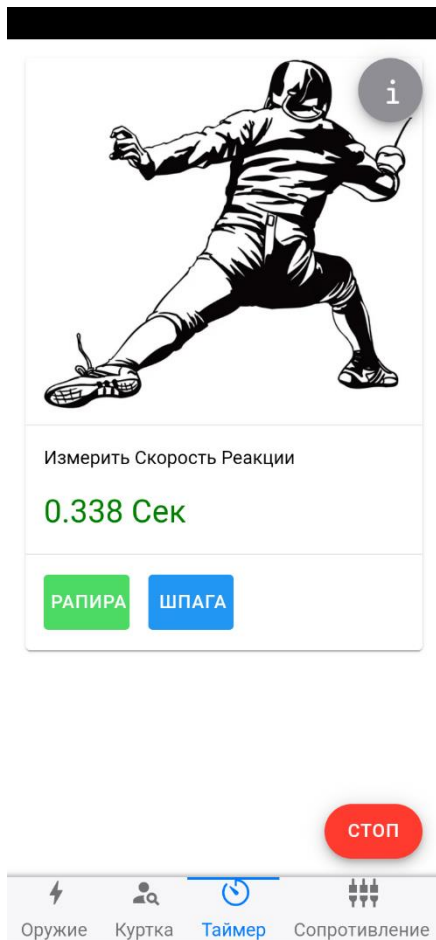 i
Измерить Скорость Реакции
0.338 Сек
РАПИРА ШПАГА
СТОП
Оружие Куртка Таймер Сопротивление